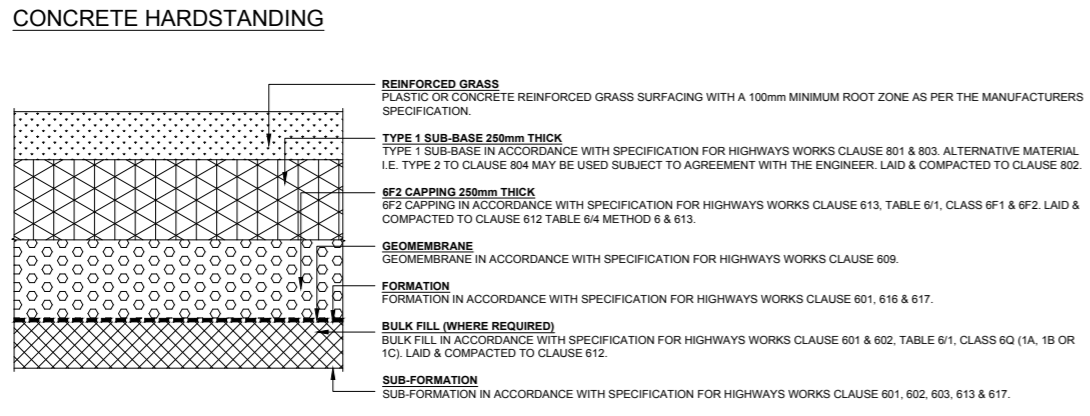 CONCRETE HARDSTANDING
REINFORCED GRASS
PLASTIC OR CONCRETE REINFORCED GRASS SURFACING WITH A 100mm MINIMUM ROOT ZONE AS PER THE MANUFACTURERS
SPECIFICATION.
TYPE 1 SUB-BASE 250mm THICK
TYPE 1 SUB-BASE IN ACCORDANCE WITH SPECIFICATION FOR HIGHWAYS WORKS CLAUSE 801 & 803. ALTERNATIVE MATERIAL
I.E. TYPE 2 TO CLAUSE 804 MAY BE USED SUBJECT TO AGREEMENT WITH THE ENGINEER. LAID & COMPACTED TO CLAUSE 802.
6F2 CAPPING 250mm THICK
6F2 CAPPING IN ACCORDANCE WITH SPECIFICATION FOR HIGHWAYS WORKS CLAUSE 613, TABLE 6/1, CLASS 6F1 & 6F2. LAID &
COMPACTED TO CLAUSE 612 TABLE 6/4 METHOD 6 & 613.
GEOMEMBRANE
GEOMEMBRANE IN ACCORDANCE WITH SPECIFICATION FOR HIGHWAYS WORKS CLAUSE 609.
FORMATION
FORMATION IN ACCORDANCE WITH SPECIFICATION FOR HIGHWAYS WORKS CLAUSE 601, 616 & 617.
BULK FILL (WHERE REQUIRED)
BULK FILL IN ACCORDANCE WITH SPECIFICATION FOR HIGHWAYS WORKS CLAUSE 601 & 602, TABLE 6/1, CLASS 6Q (1A, 1B OR
1C). LAID & COMPACTED TO CLAUSE 612.
SUB-FORMATION
SUB-FORMATION IN ACCORDANCE WITH SPECIFICATION FOR HIGHWAYS WORKS CLAUSE 601, 602, 603, 613 & 617.